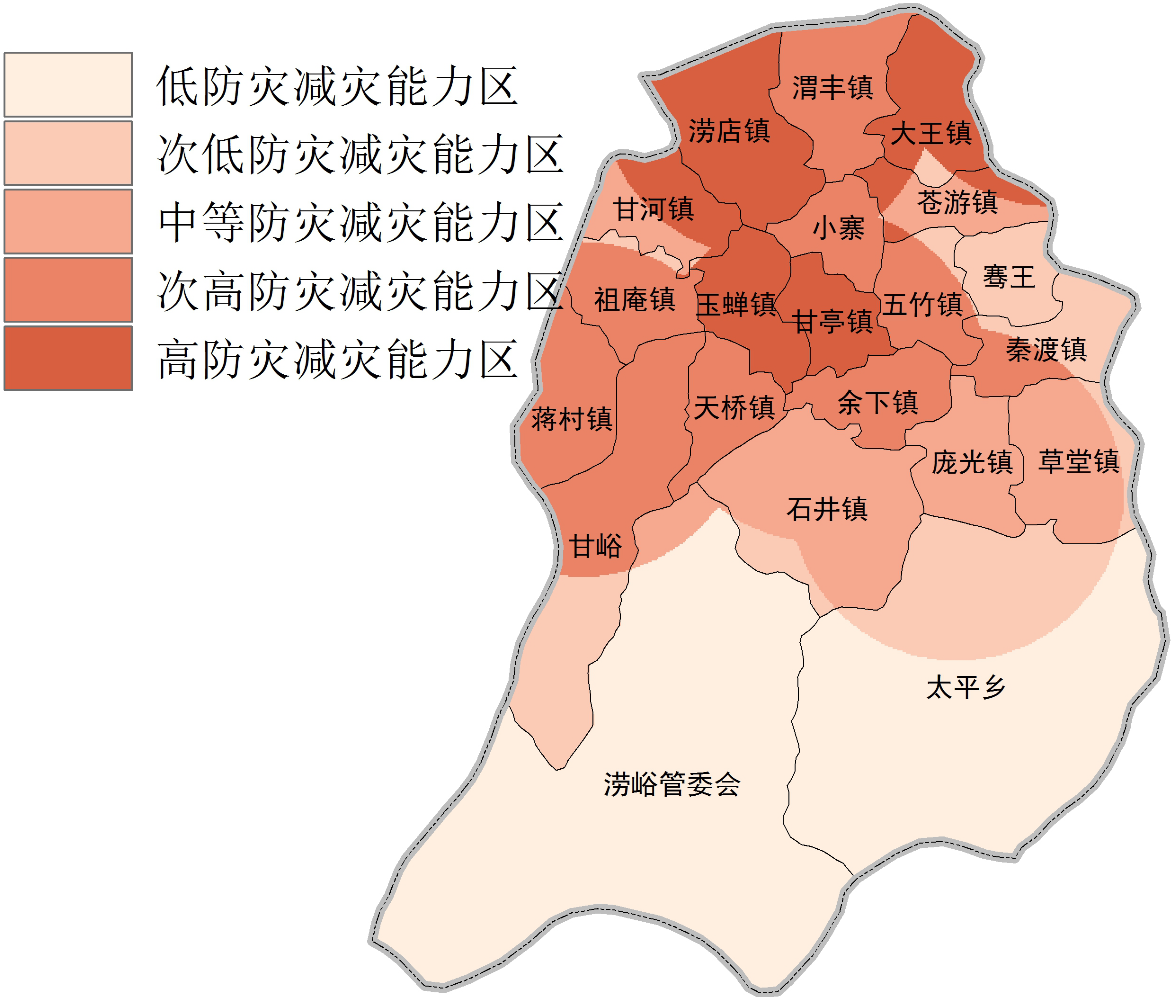 低防灾减灾能力区
次低防灾减灾能力区
中等防灾减灾能力区
次高防灾减灾能力区
高防灾减灾能力区
渭丰镇
涝店镇
大王镇
甘河镇
苍游镇
小寨
骞王
祖庵镇
玉蝉镇
甘亭镇
五竹镇
秦渡镇
蒋村镇
天桥镇
余下镇
庞光镇
草堂镇
石井镇
甘峪
太平乡
涝峪管委会